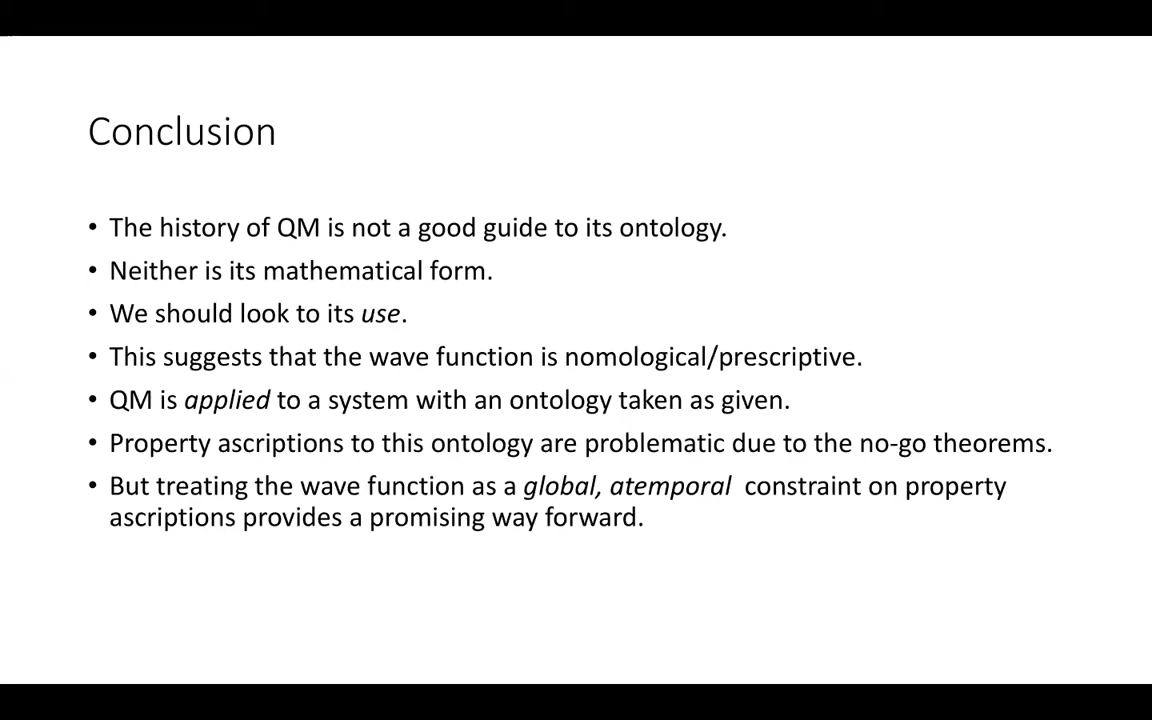 Conclusion
• The history of QM is not a good guide to its ontology.
• Neither is its mathematical form.
• We should look to its use.
• This suggests that the wave function is nomological/prescriptive.
• QM is applied to a system with an ontology taken as given.
• Property ascriptions to this ontology are problematic due to the no-go theorems.
• But treating the wave function as a global, atemporal constraint on property
ascriptions provides a promising way forward.